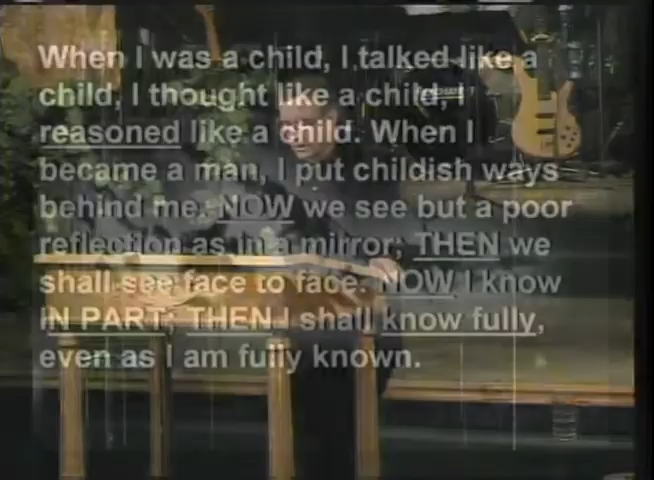 When I was a child, I talked like a
child, I thought like a child, I
reasoned like a child. When I
became a man, I put childish ways
behind me. NOW we see but a poor
reflection as in a mirror; THEN we
shall see face to face. NOW I know
IN PART; THEN I shall know fully,
even as I am fully known.